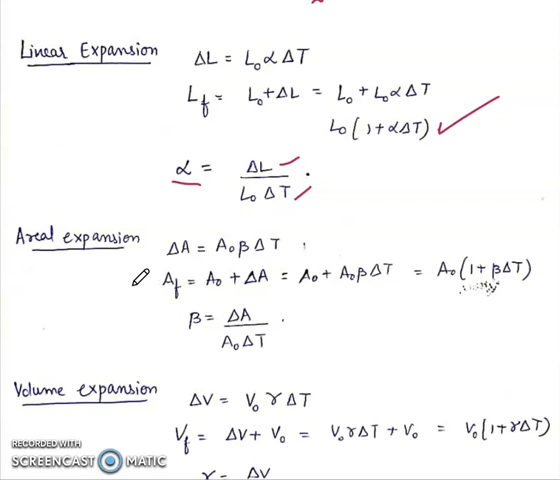 Linear Expansion
ΔL = L₀αΔT
L_f = L₀+ΔL = L₀ + L₀αΔT
L₀(1+αΔT)
α = ΔL / L₀ΔT .
Areal expansion
ΔA = A₀βΔT
A_f = A₀ + ΔA = A₀ + A₀βΔT = A₀(1+βΔT)
β = ΔA / A₀ΔT .
Volume expansion
ΔV = V₀γΔT
V_f = ΔV + V₀ = V₀γΔT + V₀ = V₀(1+γΔT)
γ = ΔV
RECORDED WITH
SCREENCAST MATIC